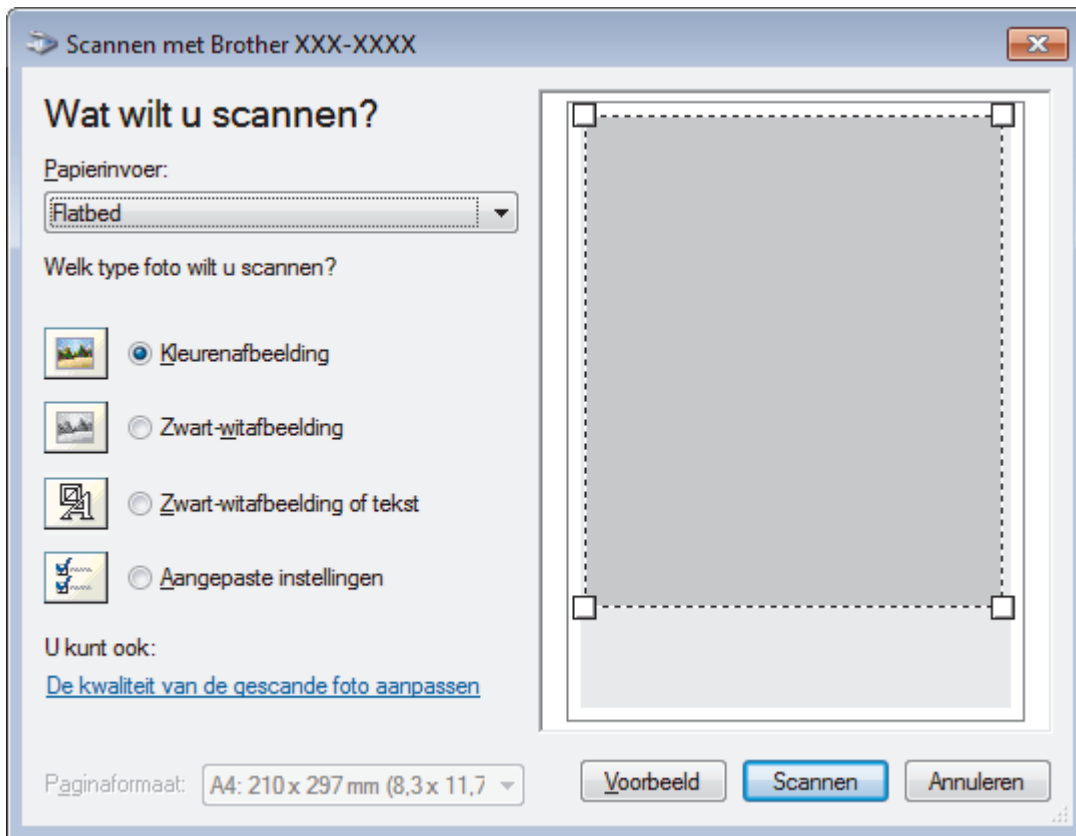 Scannen met Brother XXX-XXXX
Wat wilt u scannen?
Papierinvoer:
Flatbed
Welk type foto wilt u scannen?
Kleurenafbeelding
Zwart-witafbeelding
Zwart-witafbeelding of tekst
Aangepaste instellingen
U kunt ook:
De kwaliteit van de gescande foto aanpassen
Paginaformaat: A4: 210 x 297 mm (8,3 x 11,7
Voorbeeld Scannen Annuleren